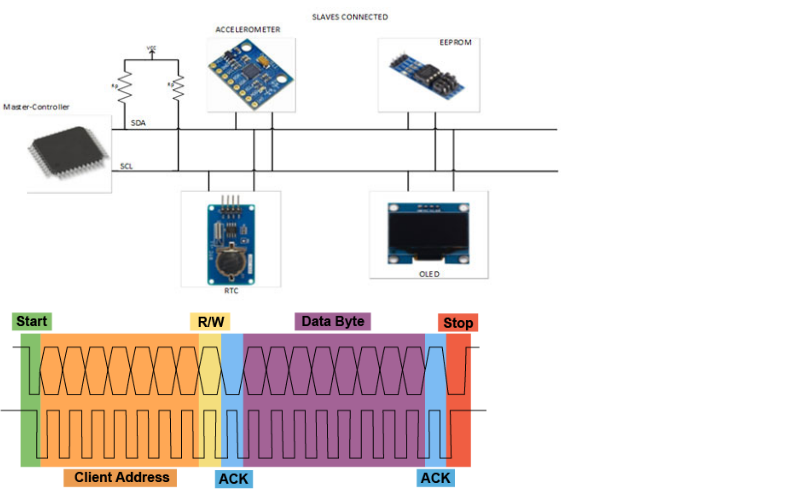 SLAVES CONNECTED
ACCELEROMETER
EEPROM
VCC
Rp
Rp
Master-Controller
SDA
SCL
RTC
OLED
Start
R/W
Data Byte
Stop
Client Address
ACK
ACK